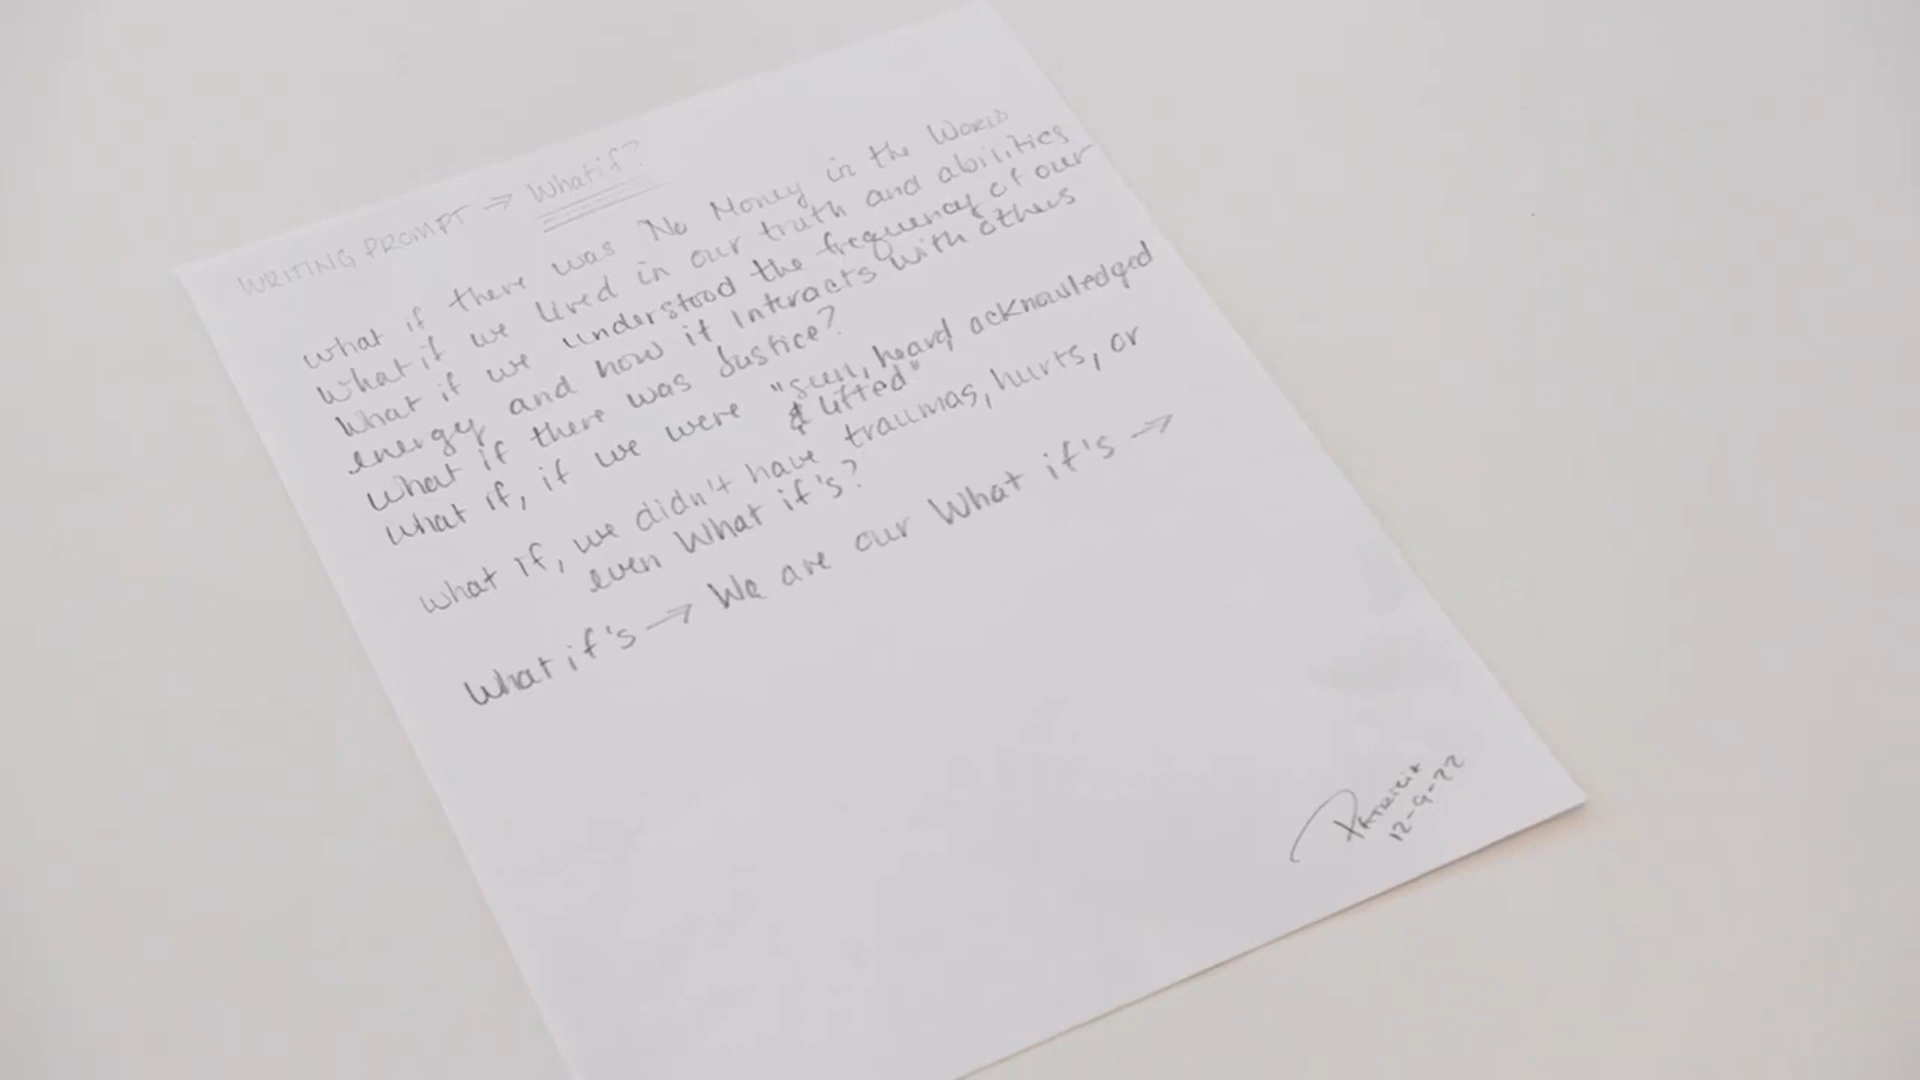 WRITING PROMPT → What if?
What if there was No Money in the World
What if we lived in our truth and abilities
What if we understood the frequency of our
energy and how it Interacts with others
What if there was Justice?
What if, if we were "seen, heard acknowledged
& lifted"
What if, we didn't have traumas, hurts, or
even What if's?
What if's → We are our What if's →
PATRICIA
12-9-22